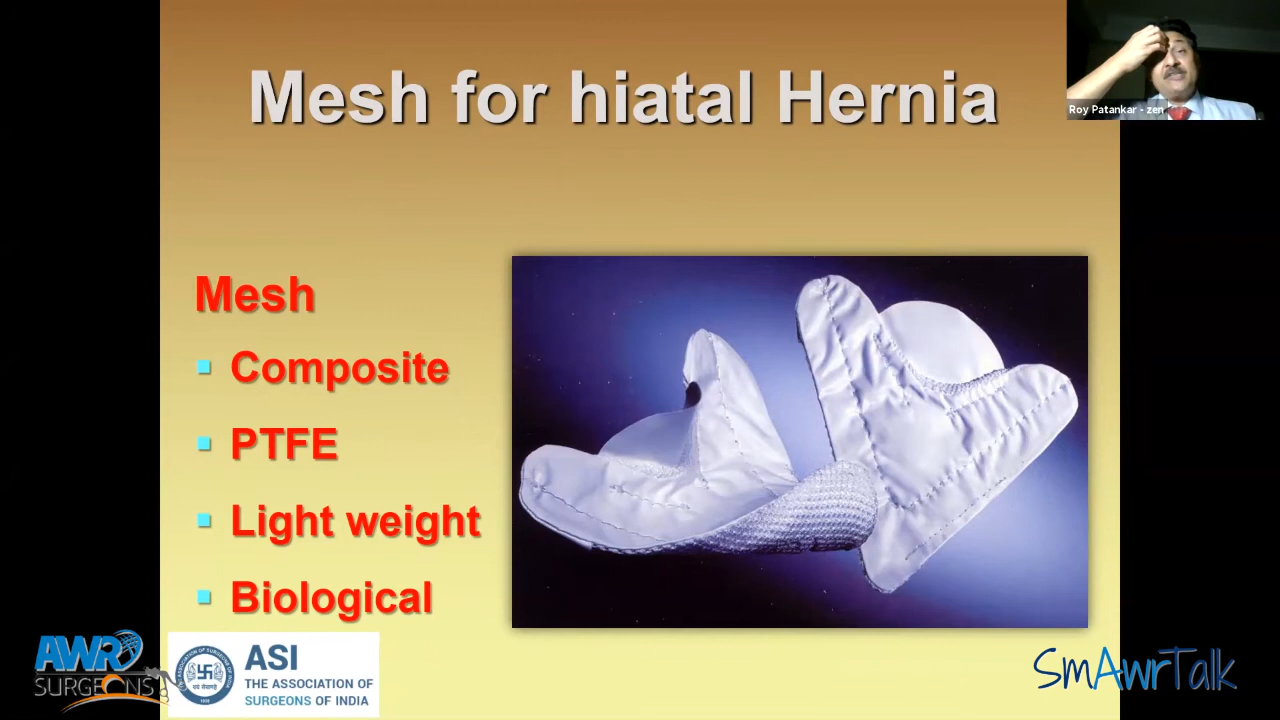 Mesh for hiatal Hernia
Roy Patankar - zen
Mesh
Composite
PTFE
Light weight
Biological
AWR
SURGEONS
ASI
THE ASSOCIATION OF
SURGEONS OF INDIA
SmAwrTalk